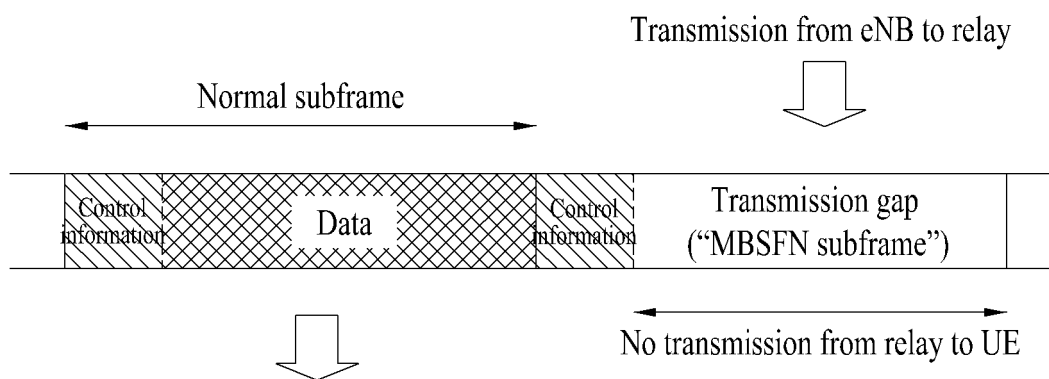 Transmission from eNB to relay
Normal subframe
Control
information
Data
Control
information
Transmission gap
(“MBSFN subframe”)
No transmission from relay to UE